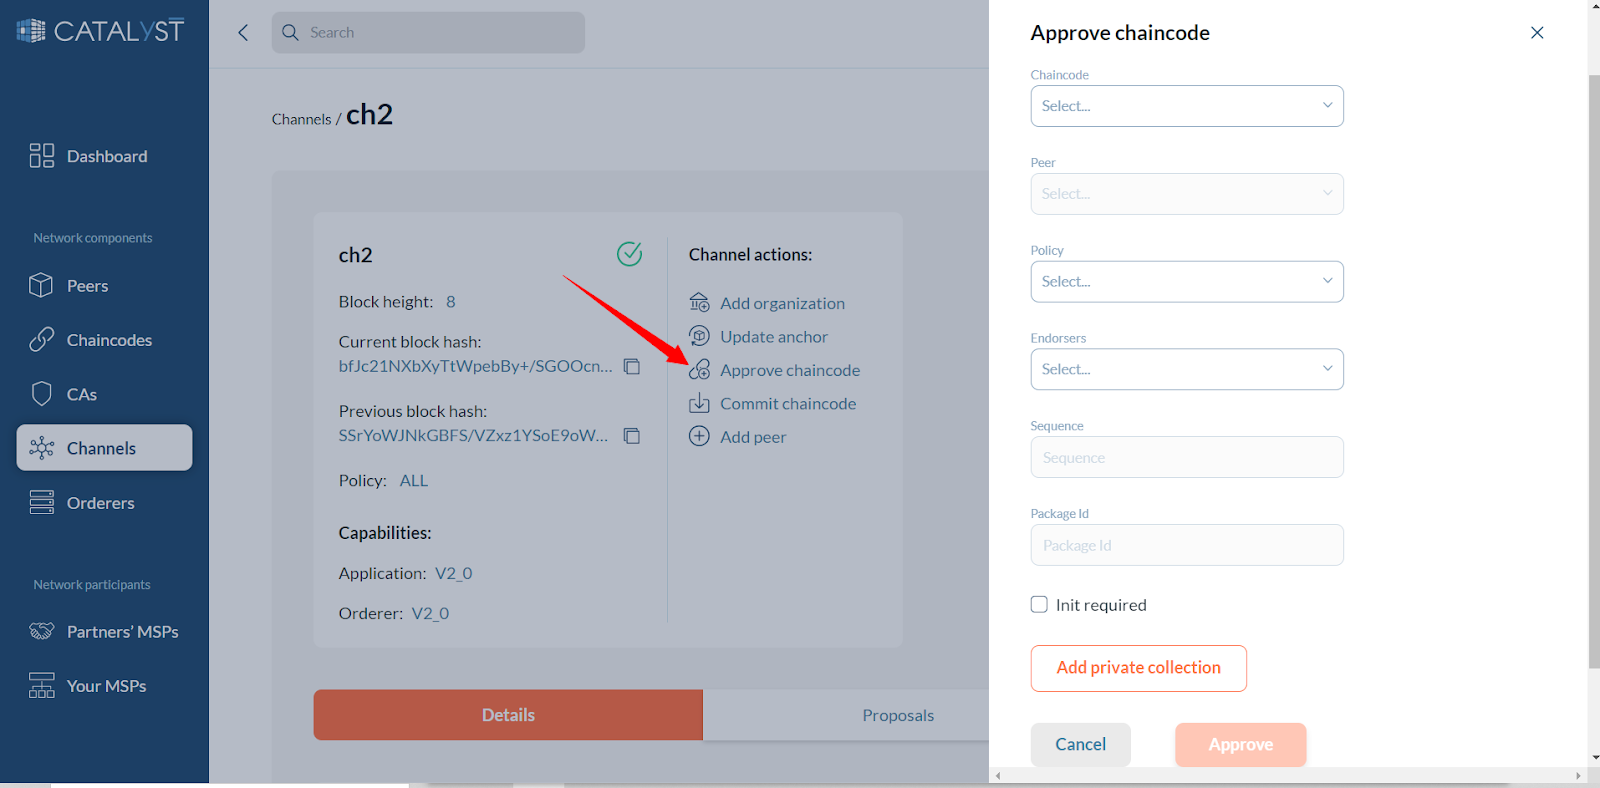 CATALYST
Dashboard
Network components
Peers
Chaincodes
CAs
Channels
Orderers
Network participants
Partners’ MSPs
Your MSPs
Search
Channels / ch2
ch2
Block height: 8
Current block hash:
bfJc21NXbXyTtWpebBy+/SGOOcn...
Previous block hash:
SSrYoWJNkGBFS/VZxz1YSoE9oW...
Policy: ALL
Capabilities:
Application: V2_0
Orderer: V2_0
Channel actions:
Add organization
Update anchor
Approve chaincode
Commit chaincode
Add peer
Details
Proposals
Approve chaincode
Chaincode
Select...
Peer
Select...
Policy
Select...
Endorsers
Select...
Sequence
Sequence
Package Id
Package Id
Init required
Add private collection
Cancel
Approve